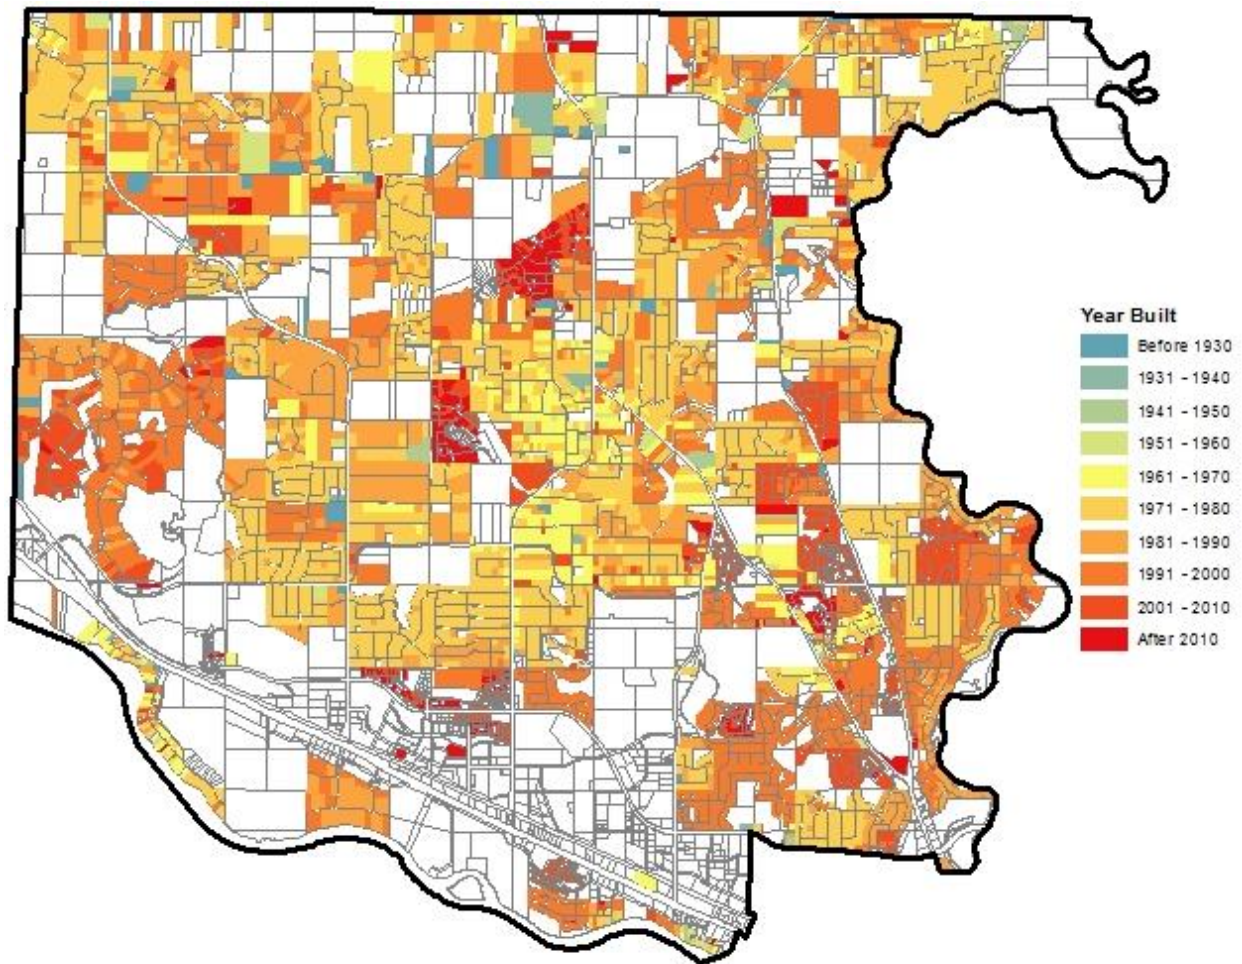 Year Built
Before 1930
1931 - 1940
1941 - 1950
1951 - 1960
1961 - 1970
1971 - 1980
1981 - 1990
1991 - 2000
2001 - 2010
After 2010